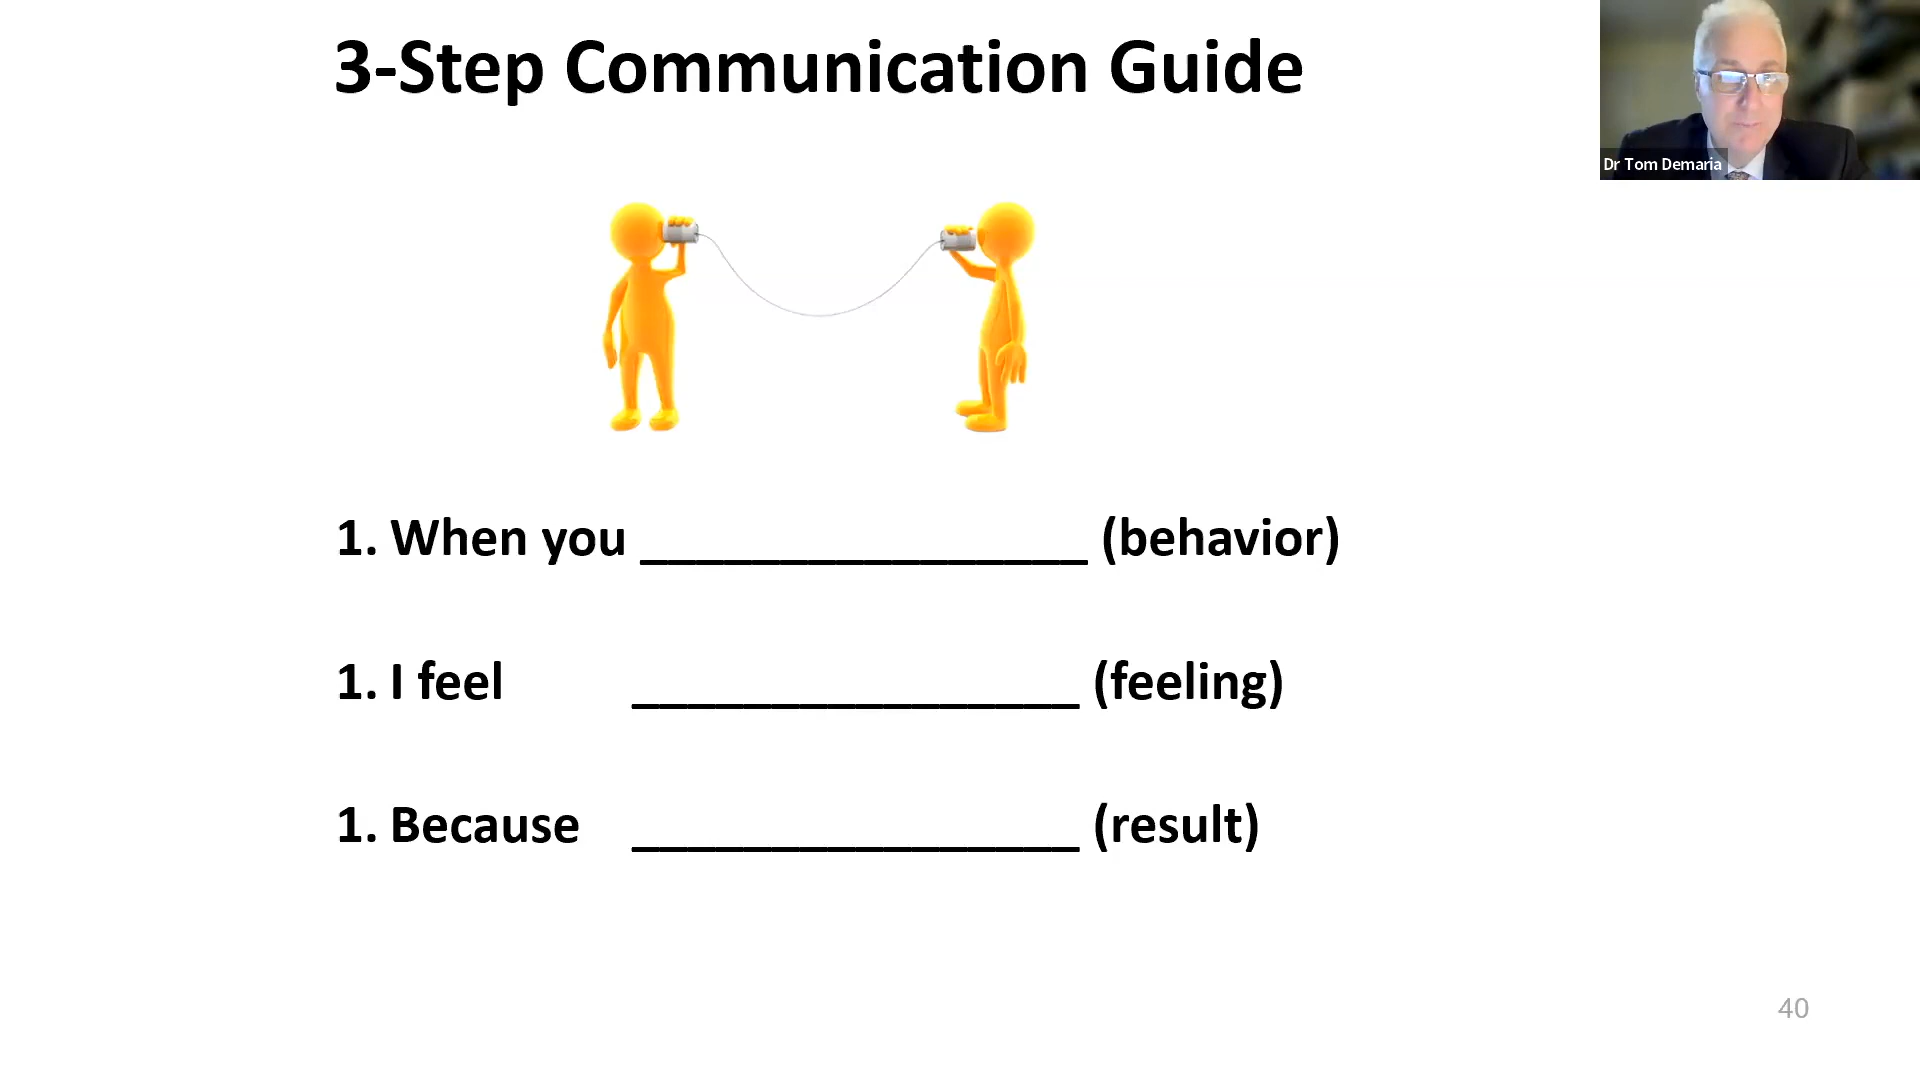 3-Step Communication Guide
Dr Tom Demaria
1. When you ________________ (behavior)
1. I feel ________________ (feeling)
1. Because ________________ (result)
40